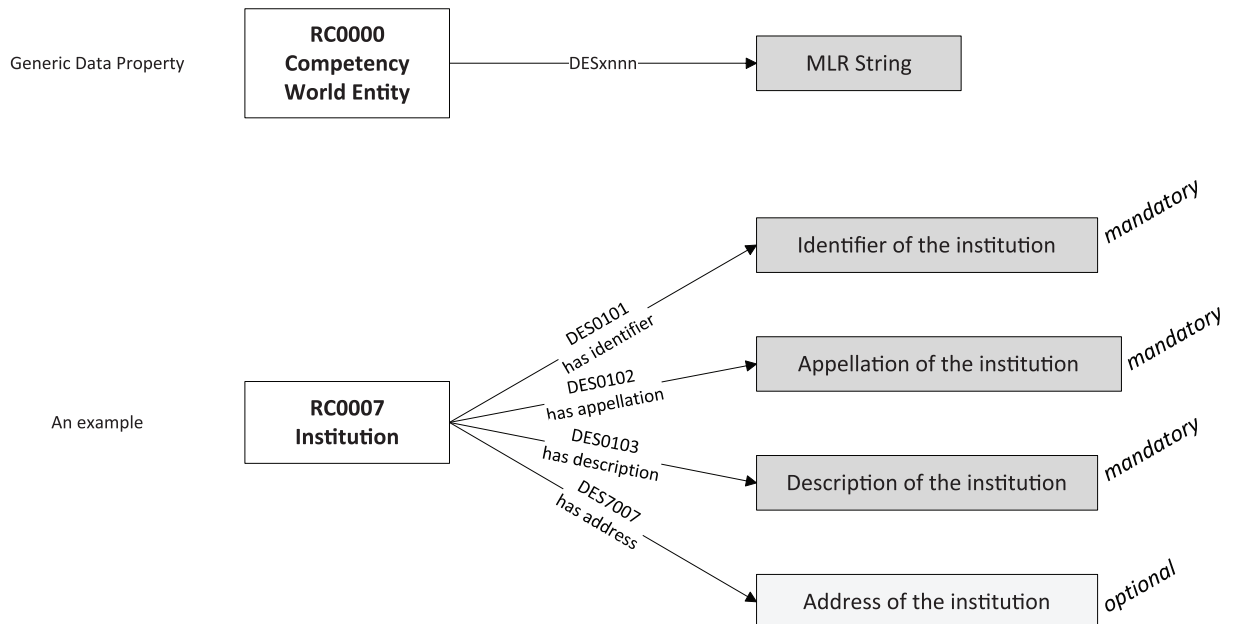 Generic Data Property
RC0000
Competency
World Entity
DESxnnn
MLR String
An example
RC0007
Institution
DES0101
has identifier
Identifier of the institution
mandatory
DES0102
has appellation
Appellation of the institution
mandatory
DES0103
has description
Description of the institution
mandatory
DES7007
has address
Address of the institution
optional